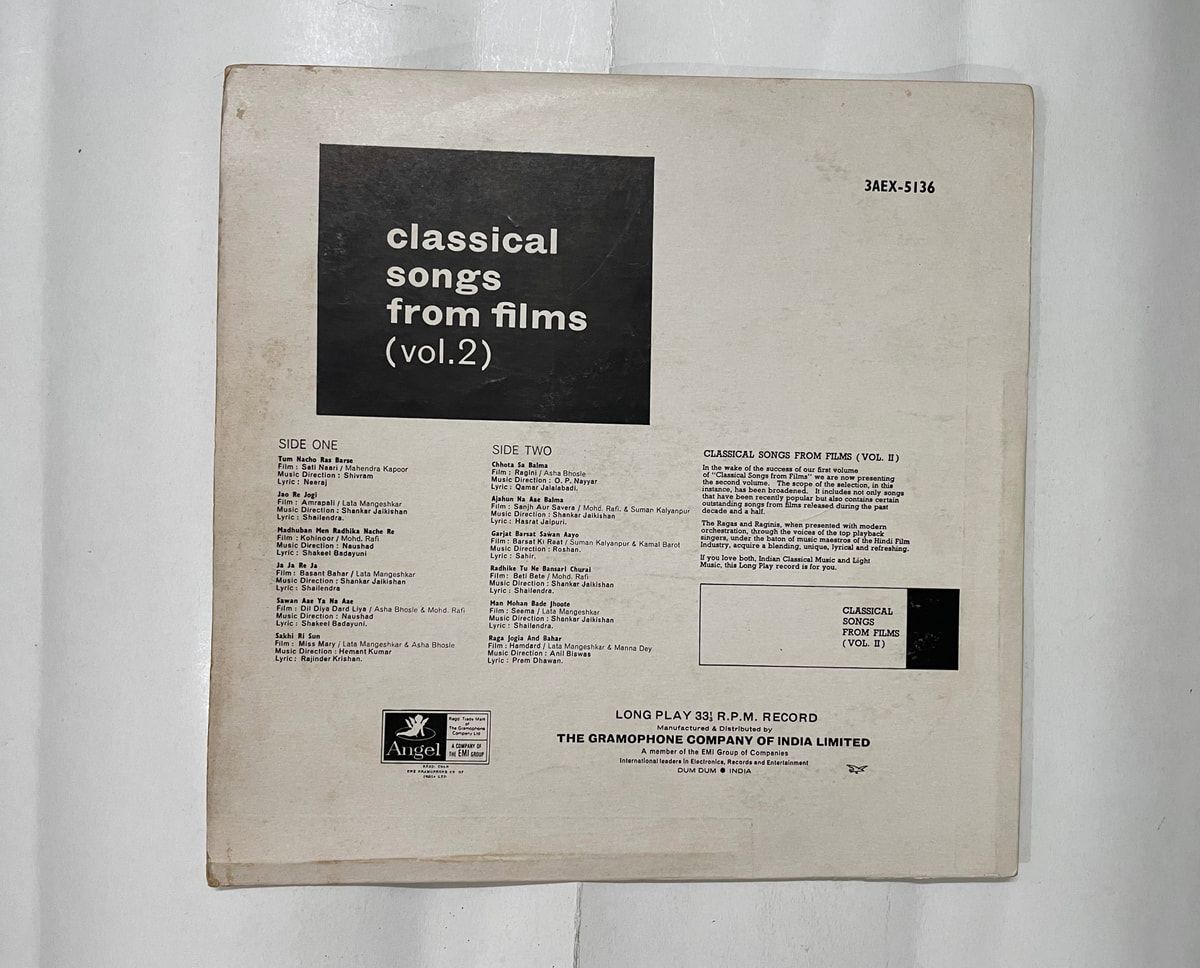 3AEX-5136
classical
songs
from films
(vol.2)
SIDE ONE
Tum Nacho Ras Barse
Film : Sati Naari / Mahendra Kapoor
Music Direction : Shivram
Lyric : Neeraj
Jao Re Jogi
Film : Amrapali / Lata Mangeshkar
Music Direction : Shankar Jaikishan
Lyric : Shailendra.
Madhuban Men Radhika Nache Re
Film : Kohinoor / Mohd. Rafi
Music Direction : Naushad
Lyric : Shakeel Badayuni
Ja Ja Re Ja
Film : Basant Bahar / Lata Mangeshkar
Music Direction : Shankar Jaikishan
Lyric : Shailendra
Sawan Aae Ya Na Aae
Film : Dil Diya Dard Liya / Asha Bhosle & Mohd. Rafi
Music Direction : Naushad
Lyric : Shakeel Badayuni.
Sakhi Ri Sun
Film : Miss Mary / Lata Mangeshkar & Asha Bhosle
Music Direction : Hemant Kumar
Lyric : Rajinder Krishan.
SIDE TWO
Chhota Sa Balma
Film : Ragini / Asha Bhosle
Music Direction : O. P. Nayyar
Lyric : Qamar Jalalabadi.
Ajahun Na Aae Balma
Film : Sanjh Aur Savera / Mohd. Rafi. & Suman Kalyanpur
Music Direction : Shankar Jaikishan
Lyric : Hasrat Jaipuri.
Garjat Barsat Sawan Aayo
Film : Barsat Ki Raat / Suman Kalyanpur & Kamal Barot
Music Direction : Roshan.
Lyric : Sahir.
Radhike Tu Ne Bansari Churai
Film : Beti Bete / Mohd. Rafi
Music Direction : Shankar Jaikishan
Lyric : Shailendra.
Man Mohan Bade Jhoote
Film : Seema / Lata Mangeshkar
Music Direction : Shankar Jaikishan
Lyric : Shailendra.
Raga Jogia And Bahar
Film : Hamdard / Lata Mangeshkar & Manna Dey
Music Direction : Anil Biswas
Lyric : Prem Dhawan.
CLASSICAL SONGS FROM FILMS (VOL. II)
In the wake of the success of our first volume
of "Classical Songs from Films" we are now presenting
the second volume. The scope of the selection, in this
instance, has been broadened. It includes not only songs
that have been recently popular but also contains certain
outstanding songs from films released during the past
decade and a half.
The Ragas and Raginis, when presented with modern
orchestration, through the voices of the top playback
singers, under the baton of music maestros of the Hindi Film
Industry, acquire a blending, unique, lyrical and refreshing.
If you love both, Indian Classical Music and Light
Music, this Long Play record is for you.
CLASSICAL
SONGS
FROM FILMS
(VOL. II)
Angel
Regd. Trade Mark
of
The Gramophone
Company Ltd
A COMPANY OF
THE EMI GROUP
LONG PLAY 33⅓ R.P.M. RECORD
Manufactured & Distributed by
THE GRAMOPHONE COMPANY OF INDIA LIMITED
A member of the EMI Group of Companies
International leaders in Electronics, Records and Entertainment
DUM DUM ● INDIA